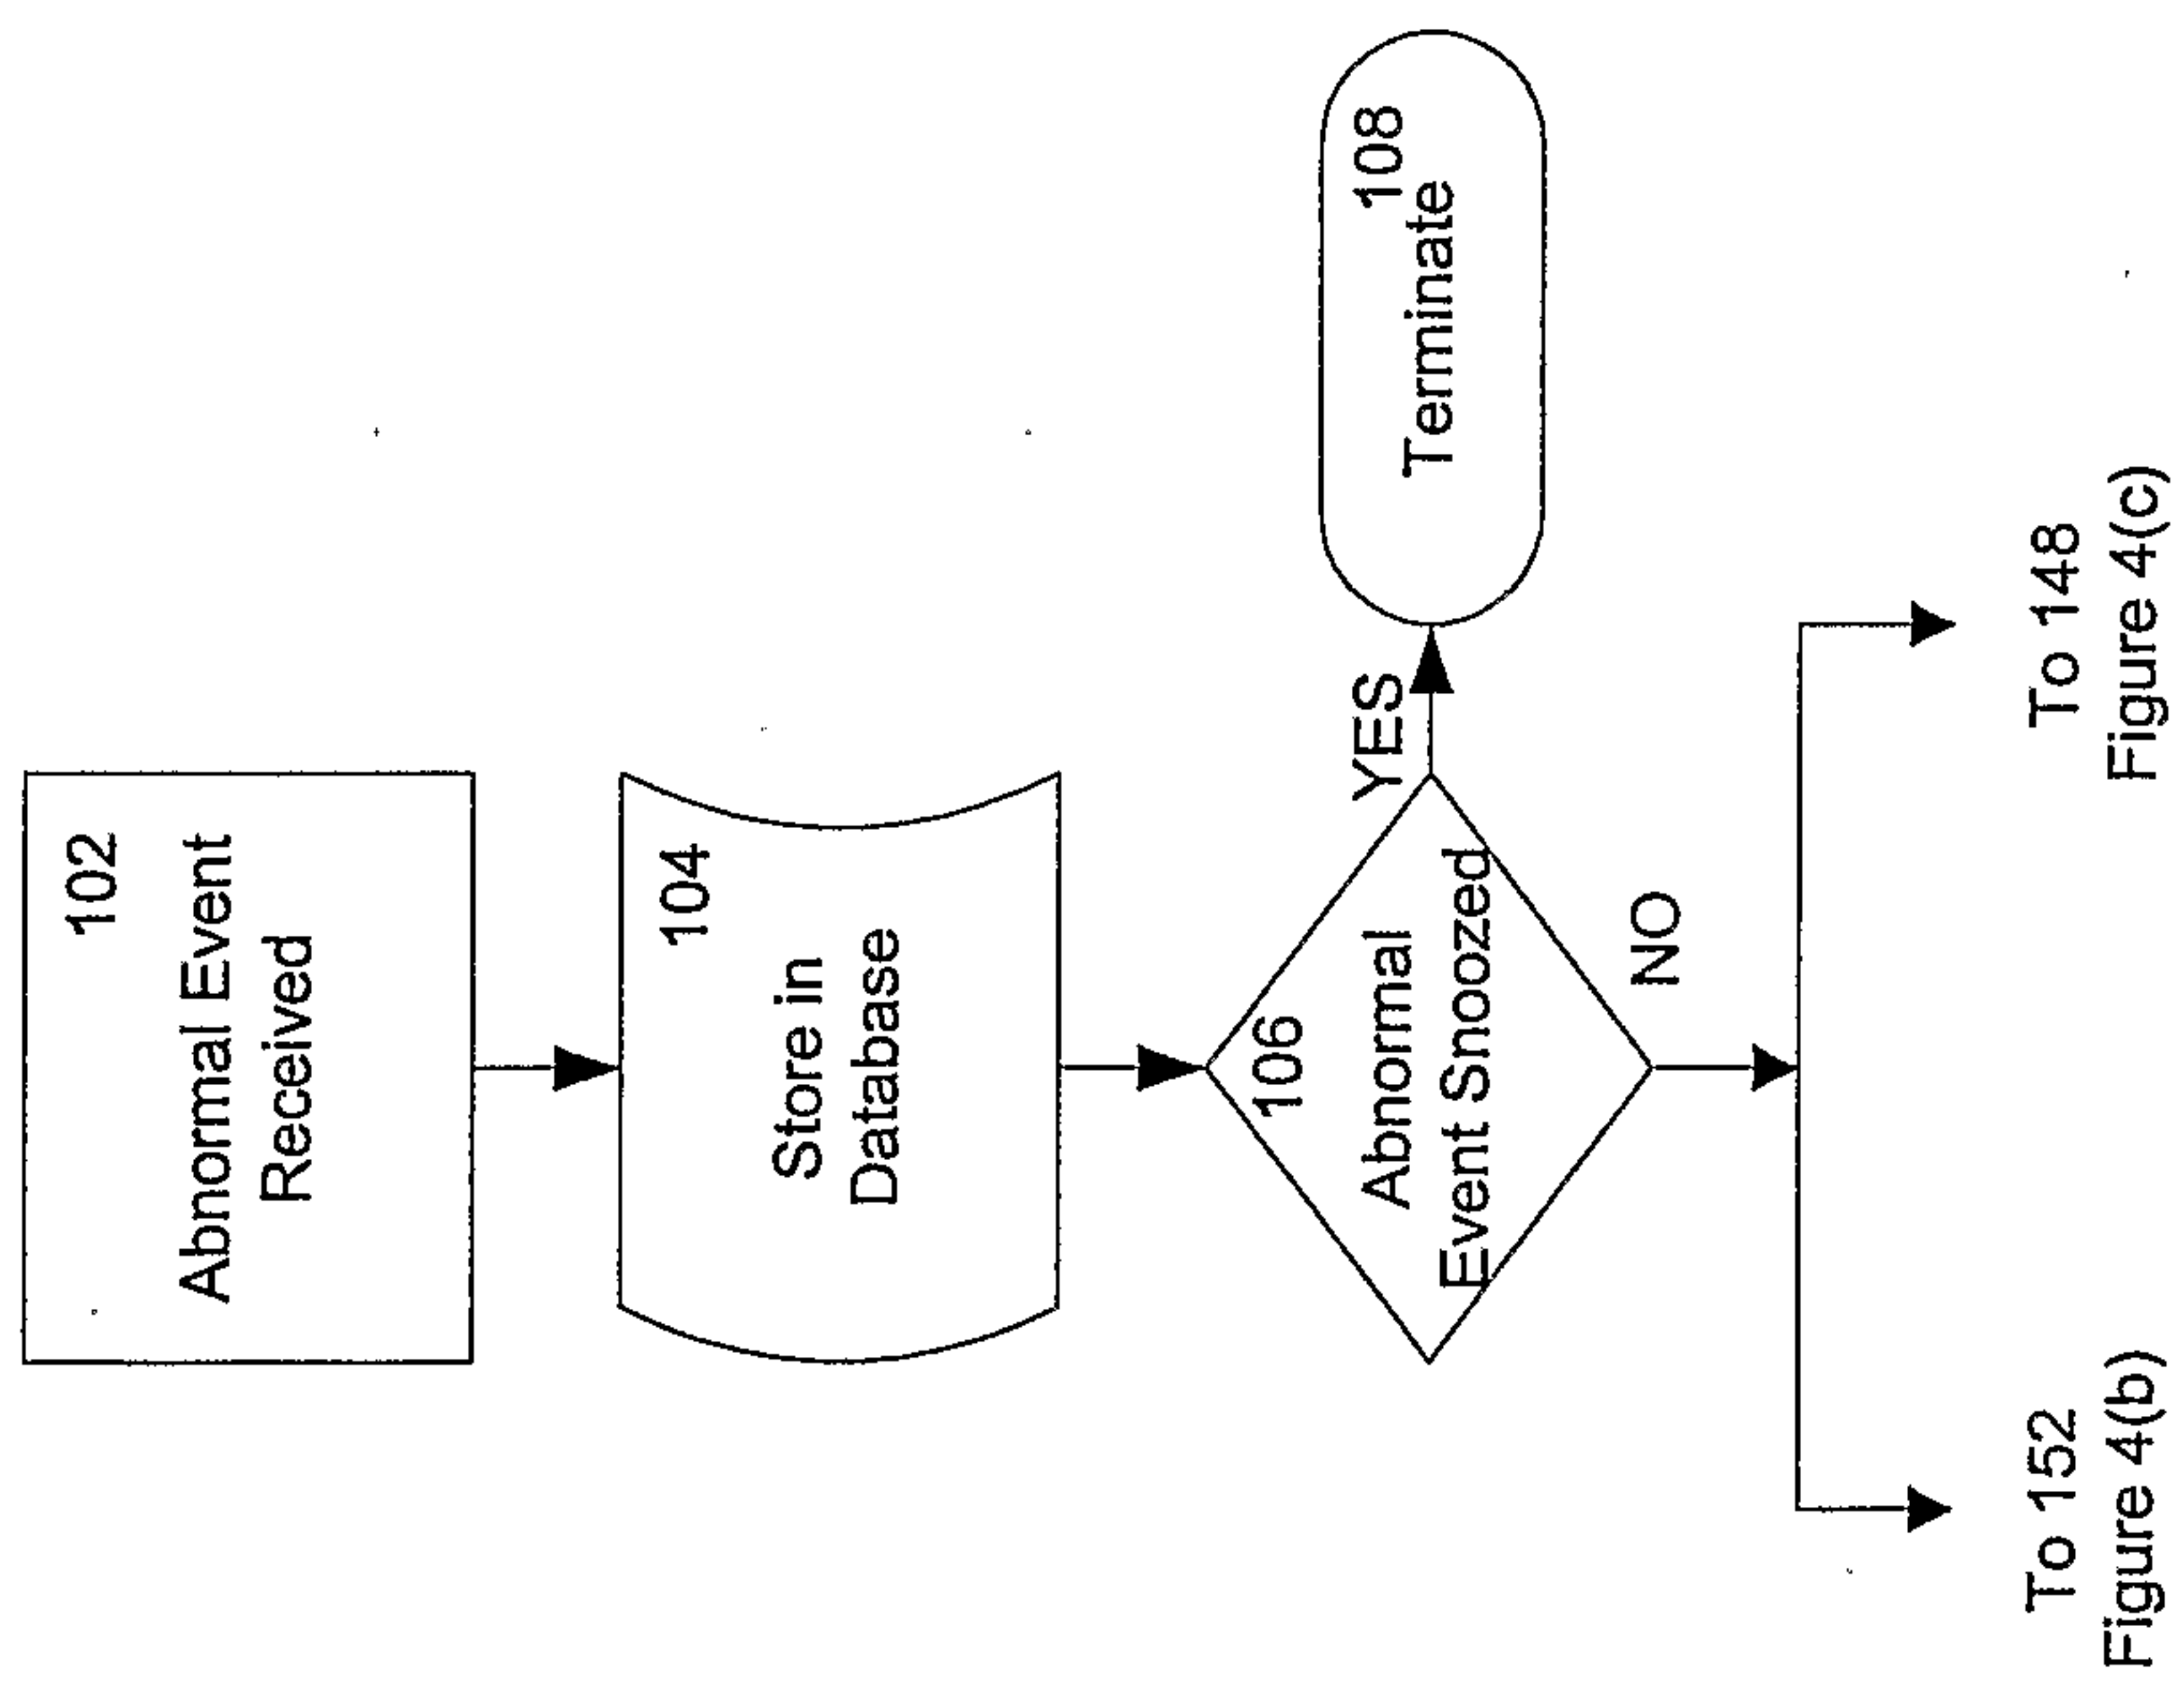 102
Abnormal Event
Received
104
Store in
Database
106
Abnormal
Event Snoozed
YES
108
Terminate
NO
To 152
Figure 4(b)
To 148
Figure 4(c)